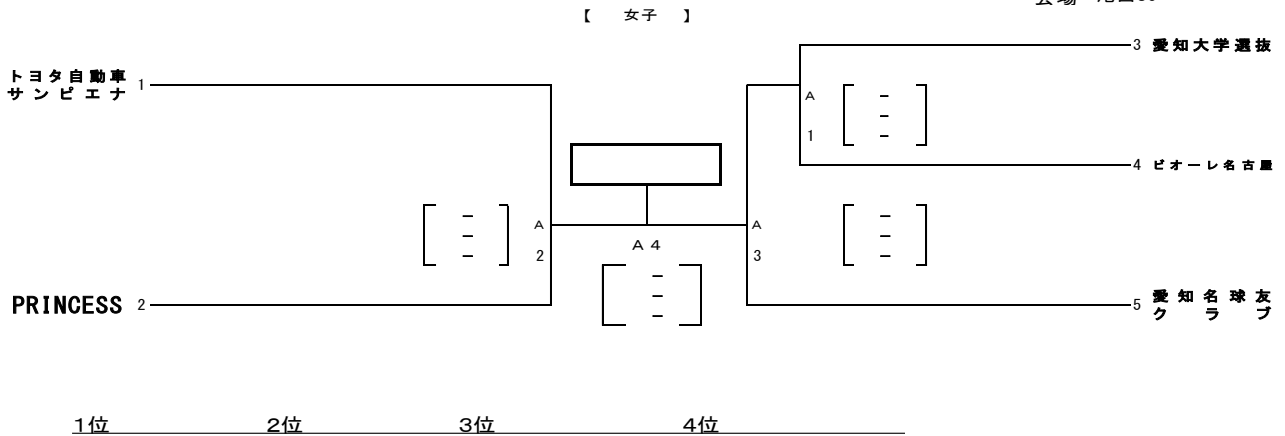 【 女子 】
トヨタ自動車
サンピエナ
1
PRINCESS 2
3 愛知大学選抜
4 ビオーレ名古屋
5 愛知名球友
クラブ
A
1
- 
- 
-
A
2
- 
- 
-
A
3
- 
- 
-
A 4
- 
- 
-
1位 2位 3位 4位